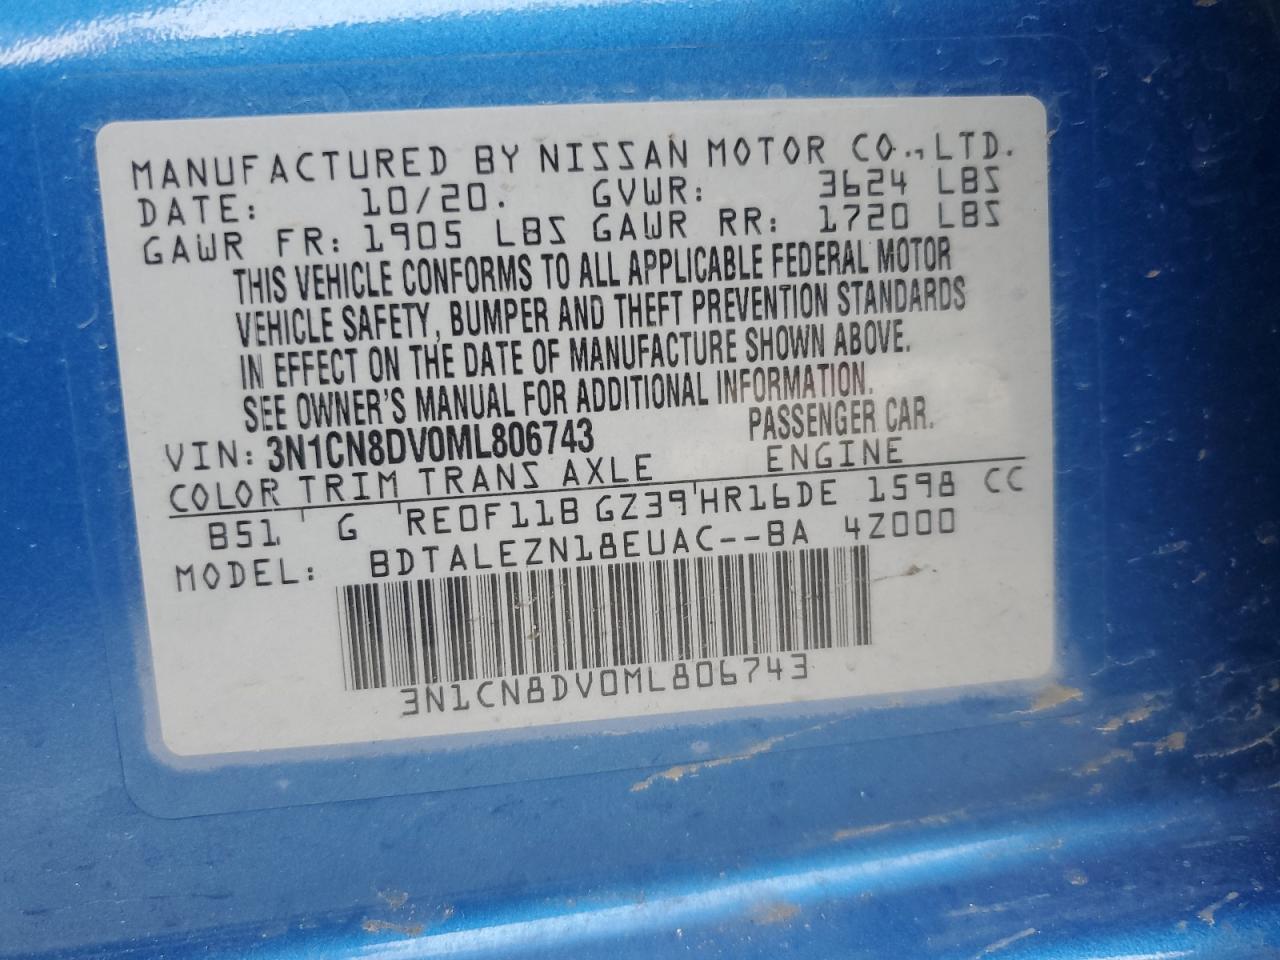 MANUFACTURED BY NISSAN MOTOR CO., LTD.
DATE: 10/20. GVWR: 3624 LBS
GAWR FR: 1905 LBS GAWR RR: 1720 LBS
THIS VEHICLE CONFORMS TO ALL APPLICABLE FEDERAL MOTOR
VEHICLE SAFETY, BUMPER AND THEFT PREVENTION STANDARDS
IN EFFECT ON THE DATE OF MANUFACTURE SHOWN ABOVE.
SEE OWNER'S MANUAL FOR ADDITIONAL INFORMATION.
VIN: 3N1CN8DV0ML806743 PASSENGER CAR.
COLOR TRIM TRANS AXLE ENGINE
B51 G RE0F11B GZ39 HR16DE 1598 CC
MODEL: BDTALEZN18EUAC--BA 4Z000
3N1CN8DV0ML806743